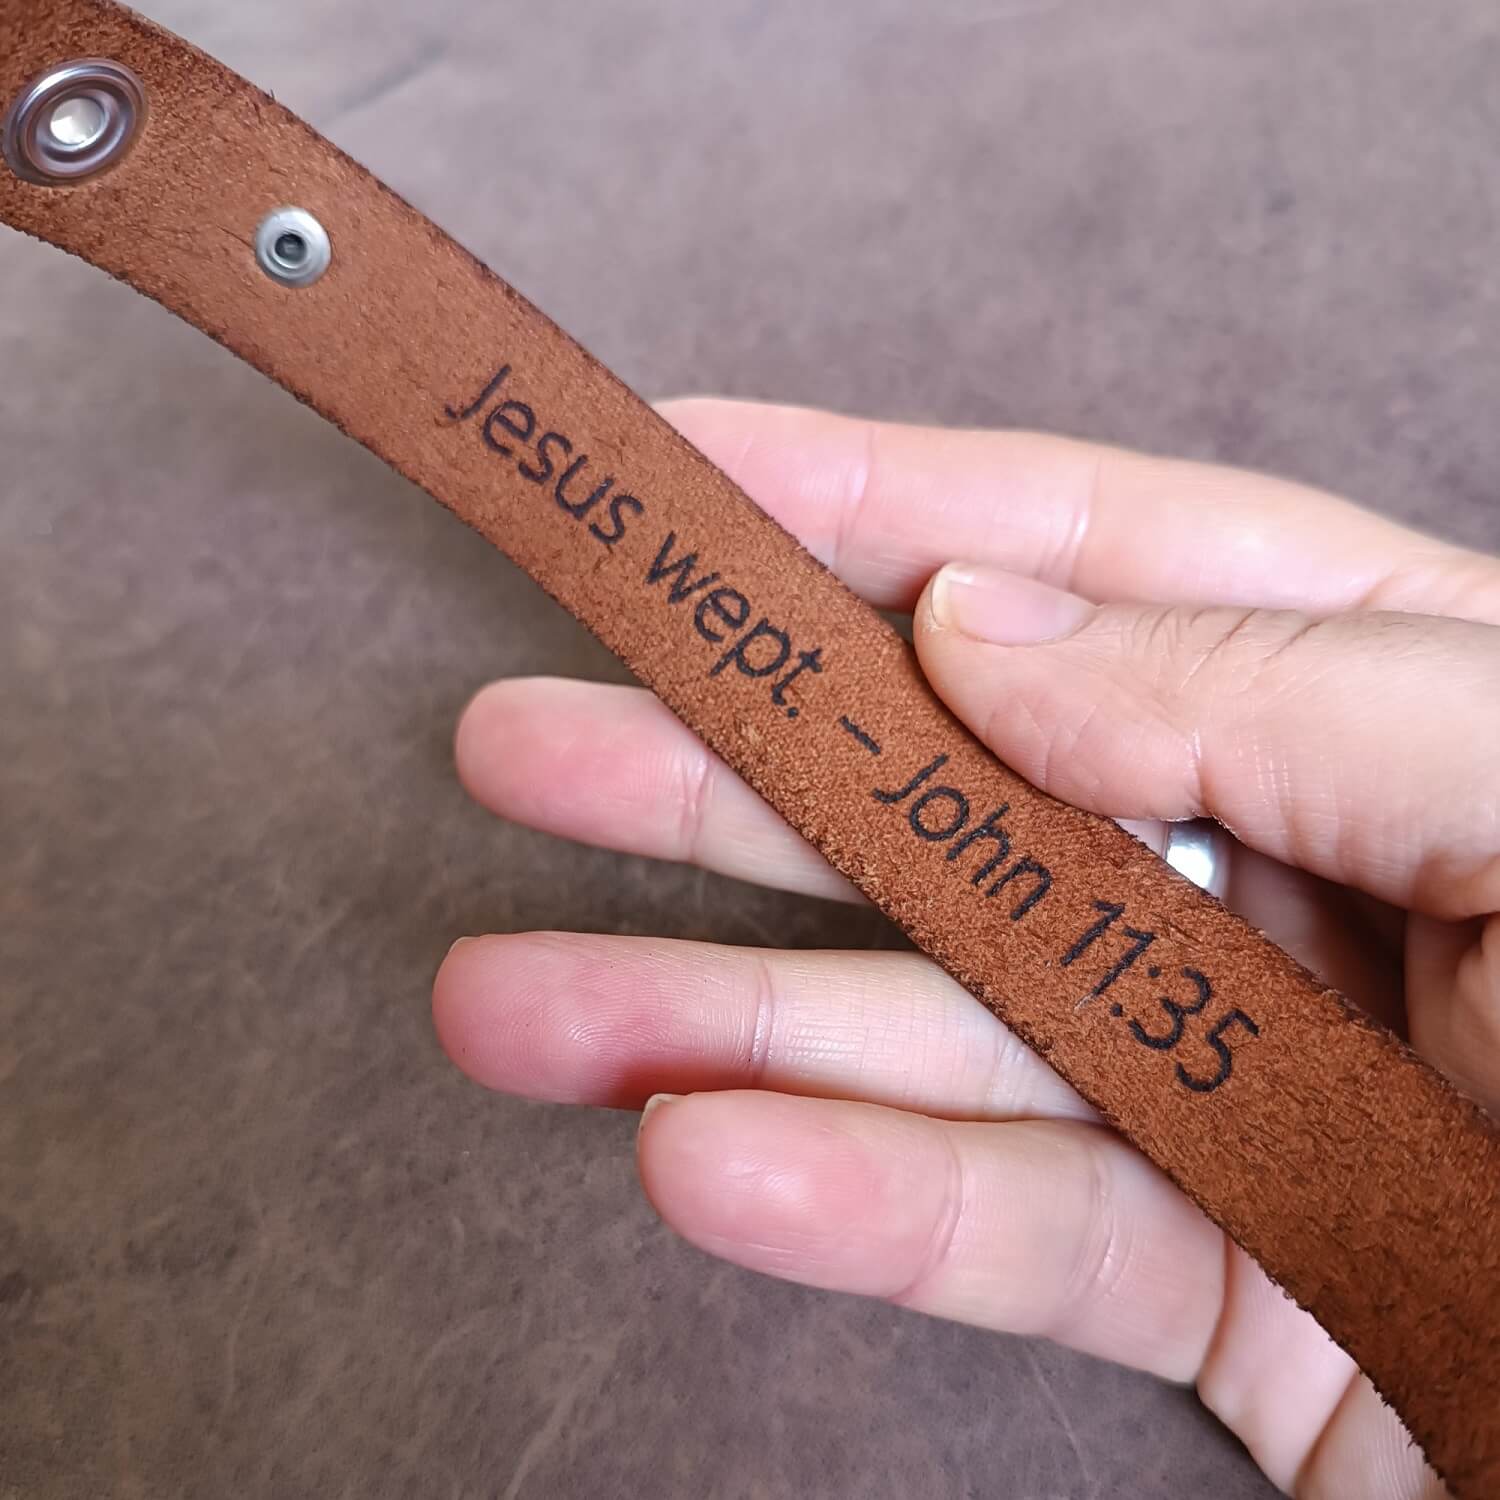 Jesus wept. – John 11:35